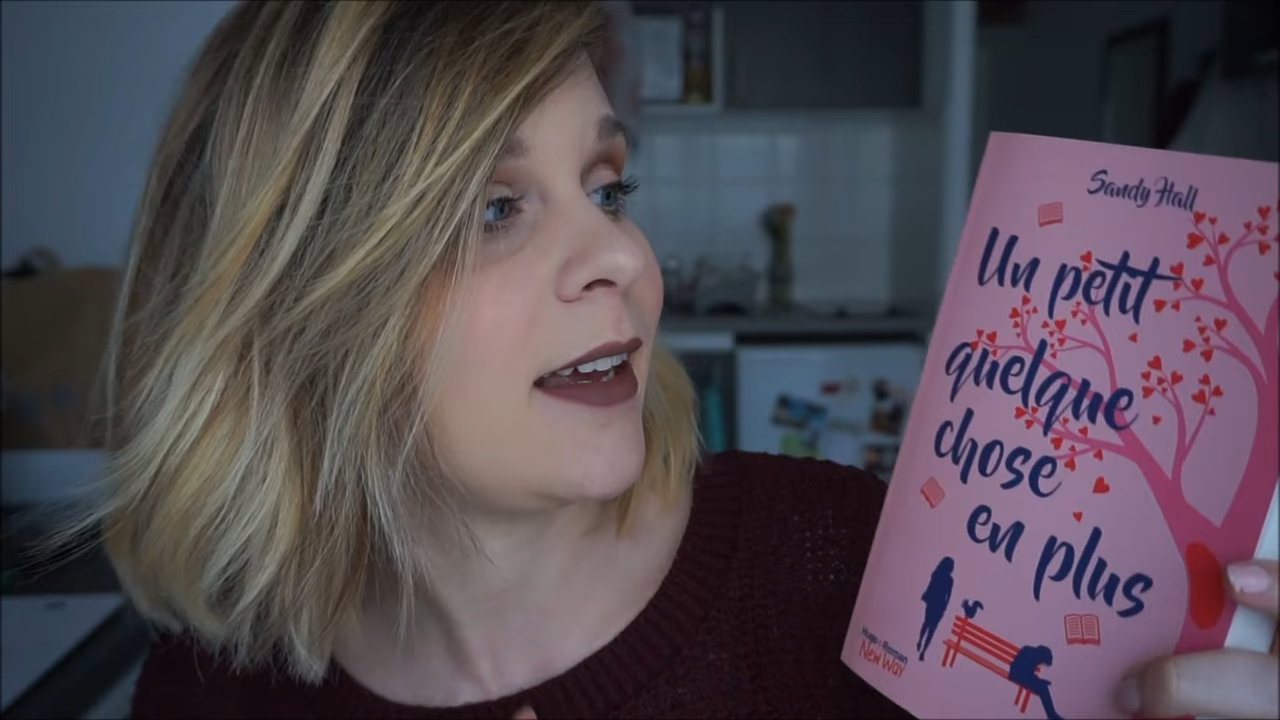 Sandy Hall
Un petit
quelque
chose
en plus
Hugo Roman
New Way